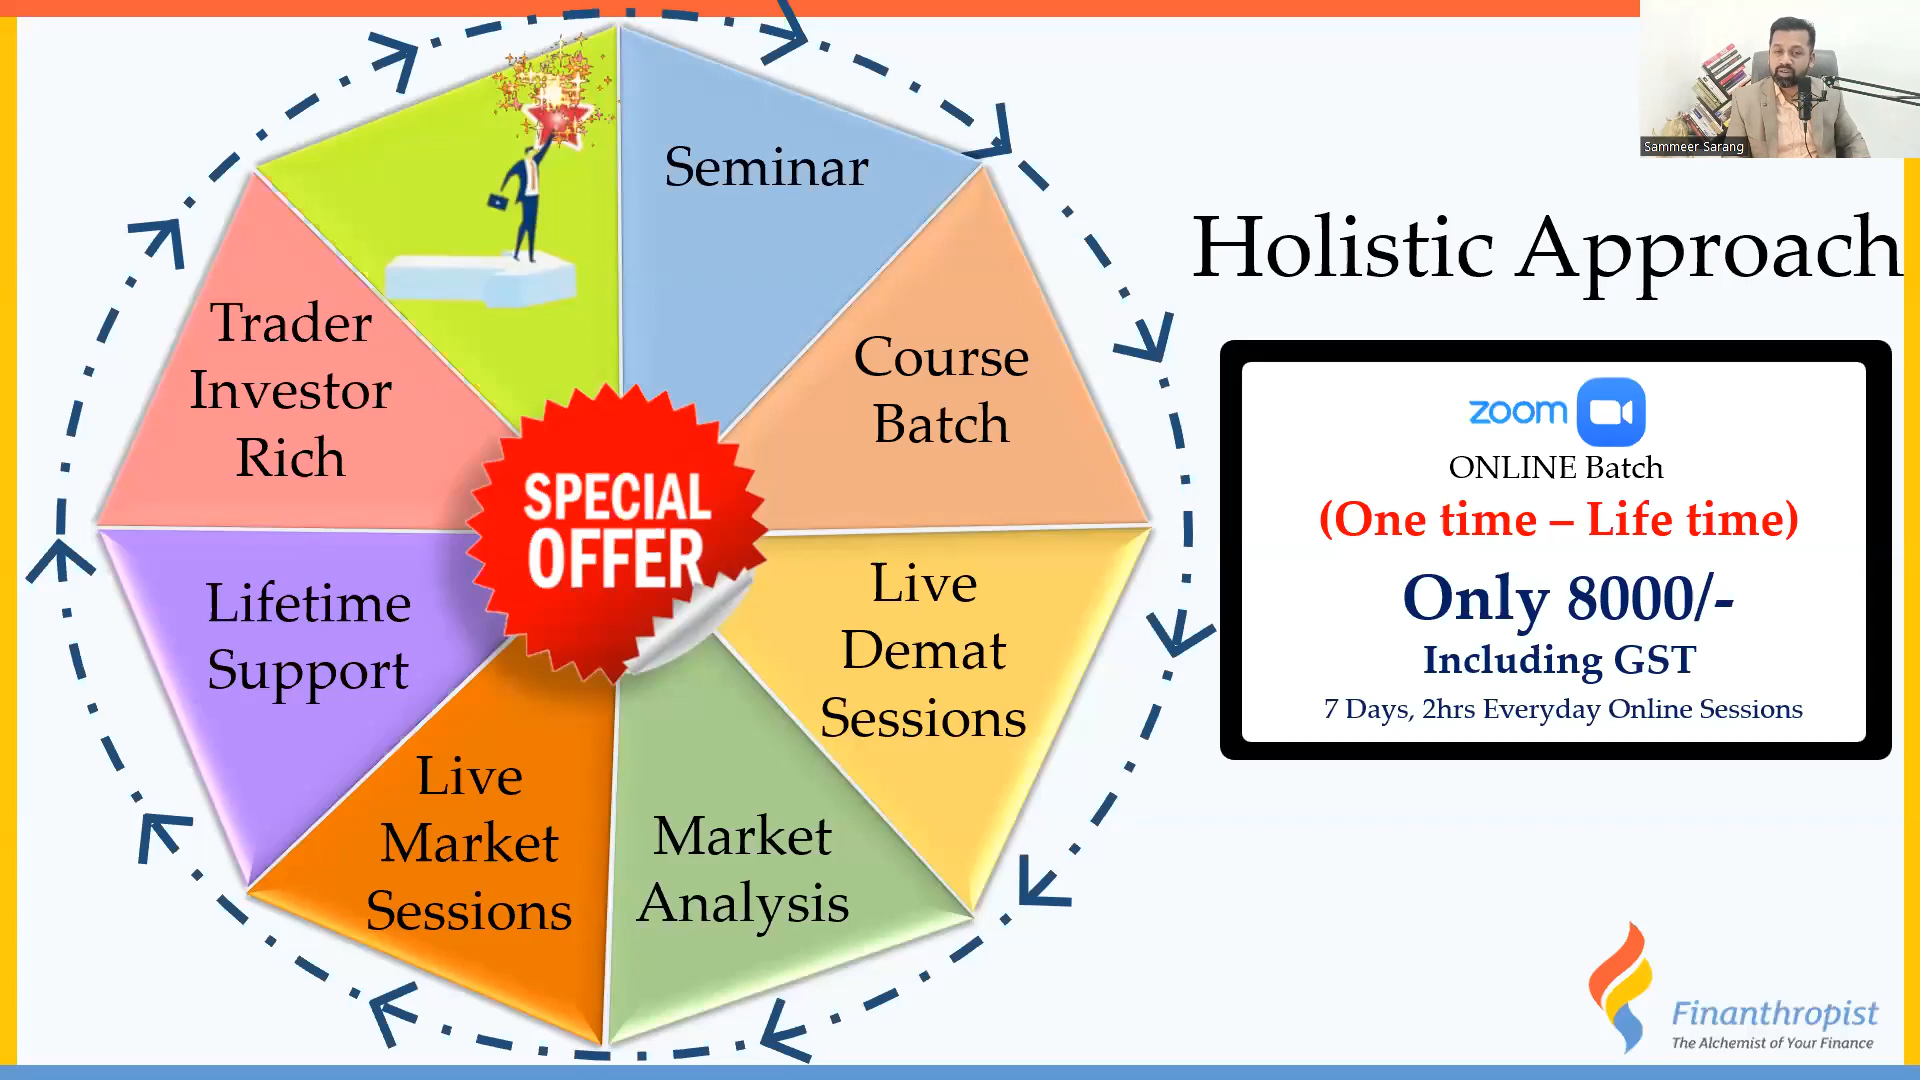 Sammeer Sarang
Holistic Approach
Seminar
Course
Batch
Live
Demat
Sessions
Market
Analysis
Live
Market
Sessions
Lifetime
Support
Trader
Investor
Rich
SPECIAL
OFFER
zoom
ONLINE Batch
(One time – Life time)
Only 8000/-
Including GST
7 Days, 2hrs Everyday Online Sessions
Finanthropist
The Alchemist of Your Finance